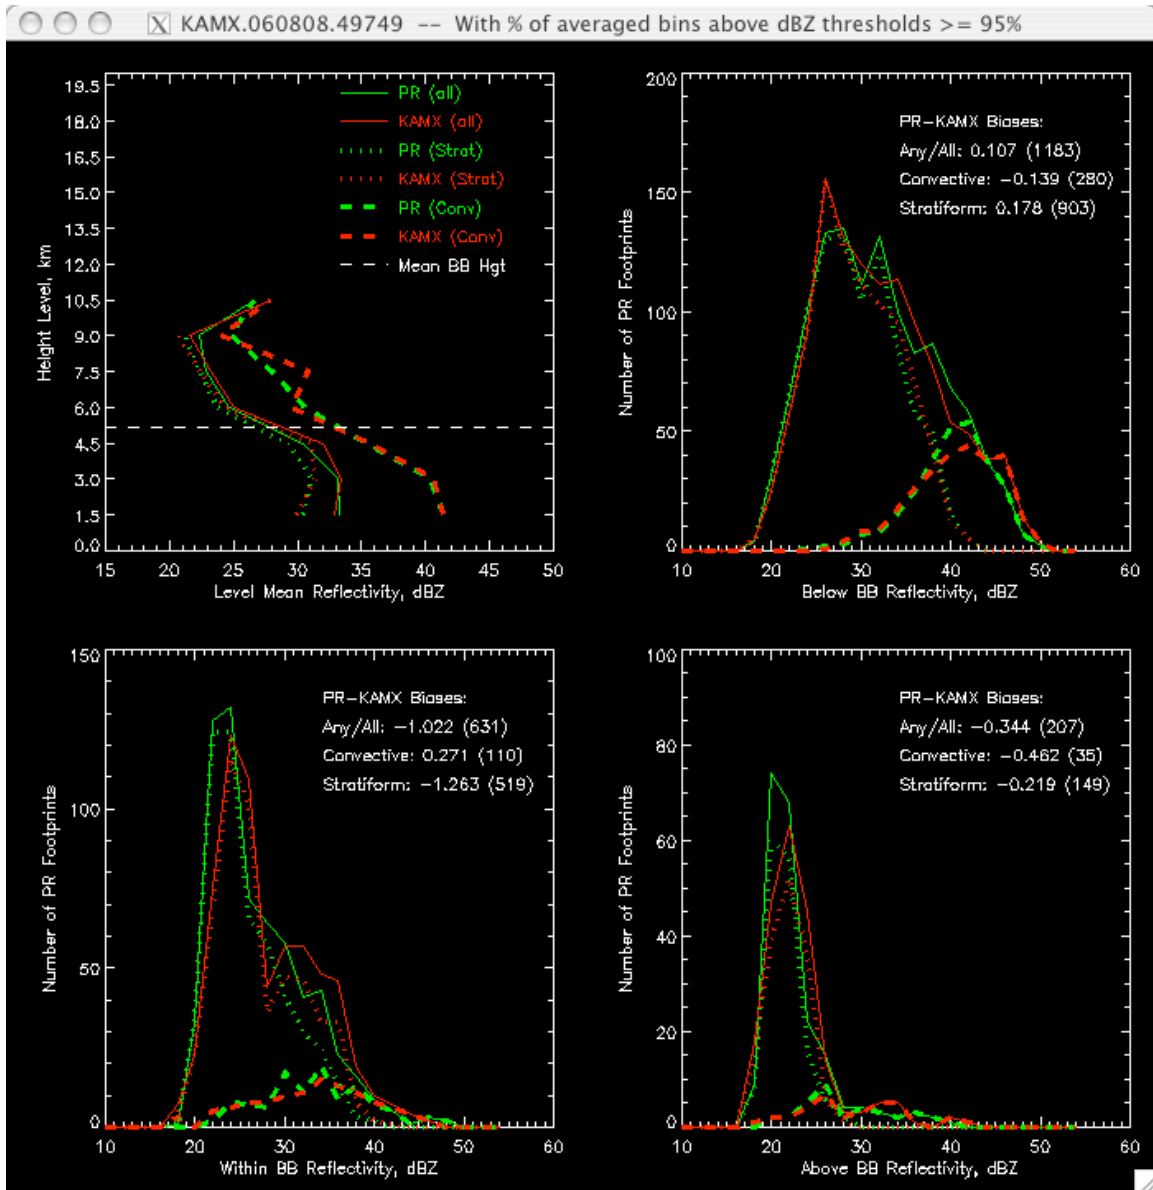 X KAMX.060808.49749 -- With % of averaged bins above dBZ thresholds >= 95%
19.5
18.0
16.5
15.0
13.5
12.0
10.5
9.0
7.5
6.0
4.5
3.0
1.5
0.0
Height Level, km
PR (all)
KAMX (all)
PR (Strat)
KAMX (Strat)
PR (Conv)
KAMX (Conv)
Mean BB Hgt
15 20 25 30 35 40 45 50
Level Mean Reflectivity, dBZ
200
150
100
50
0
Number of PR Footprints
PR-KAMX Biases:
Any/All: 0.107 (1183)
Convective: -0.139 (280)
Stratiform: 0.178 (903)
10 20 30 40 50 60
Below BB Reflectivity, dBZ
150
100
50
0
Number of PR Footprints
PR-KAMX Biases:
Any/All: -1.022 (631)
Convective: 0.271 (110)
Stratiform: -1.263 (519)
10 20 30 40 50 60
Within BB Reflectivity, dBZ
100
80
60
40
20
0
Number of PR Footprints
PR-KAMX Biases:
Any/All: -0.344 (207)
Convective: -0.462 (35)
Stratiform: -0.219 (149)
10 20 30 40 50 60
Above BB Reflectivity, dBZ